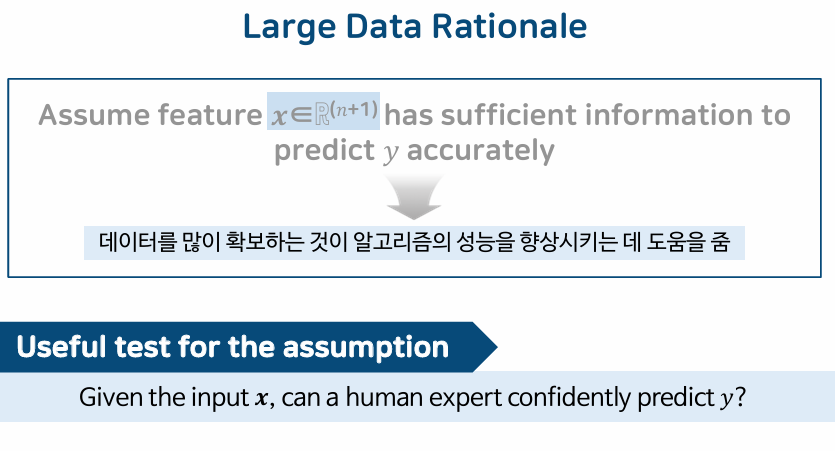 Large Data Rationale
Assume feature x∈ℝ⁽ⁿ⁺¹⁾ has sufficient information to
predict y accurately
데이터를 많이 확보하는 것이 알고리즘의 성능을 향상시키는 데 도움을 줌
Useful test for the assumption
Given the input x, can a human expert confidently predict y?